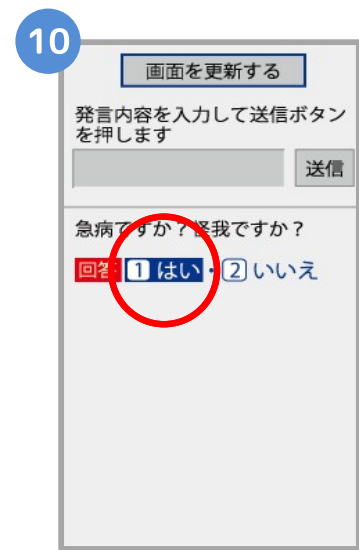 10
画面を更新する
発言内容を入力して送信ボタン
を押します
送信
急病ですか？怪我ですか？
回答 1 はい・2 いいえ